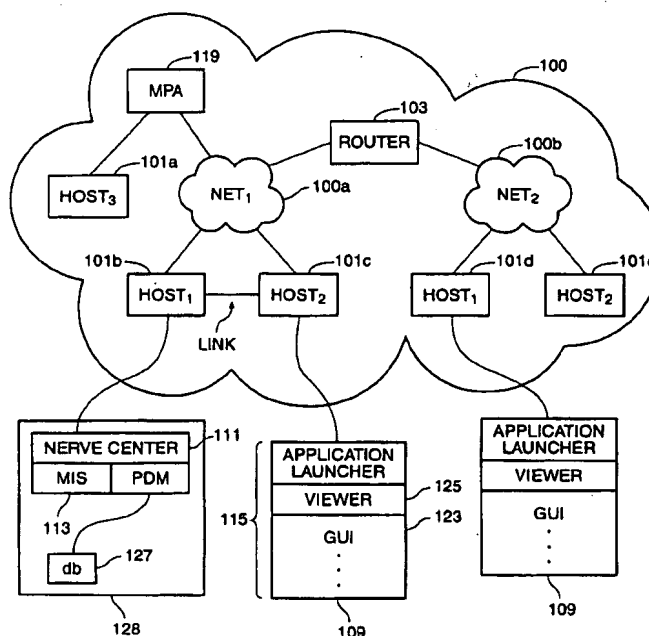 119
100
MPA
103
ROUTER
100b
101a
HOST3
NET1
100a
NET2
101b
101c
101d
HOST1
HOST2
HOST1
HOST2
LINK
NERVE CENTER
111
MIS
PDM
113
db
127
128
APPLICATION
LAUNCHER
VIEWER
125
115
123
GUI
109
APPLICATION
LAUNCHER
VIEWER
GUI
109